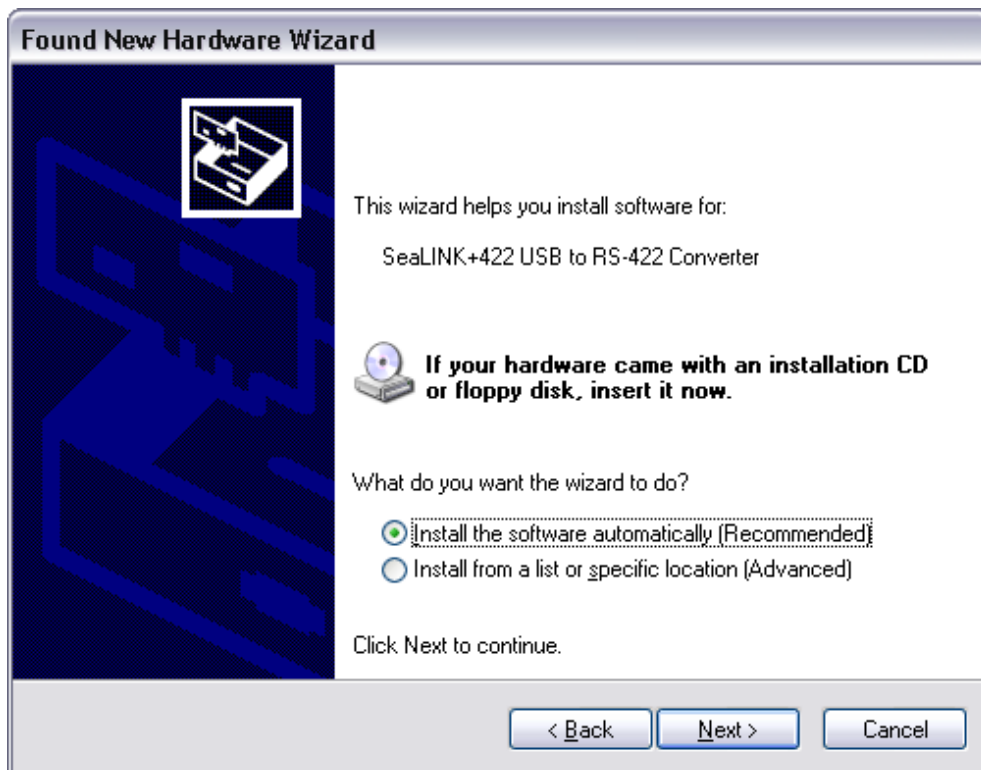 Found New Hardware Wizard
This wizard helps you install software for:
SeaLINK+422 USB to RS-422 Converter
If your hardware came with an installation CD
or floppy disk, insert it now.
What do you want the wizard to do?
Install the software automatically (Recommended)
Install from a list or specific location (Advanced)
Click Next to continue.
< Back Next > Cancel